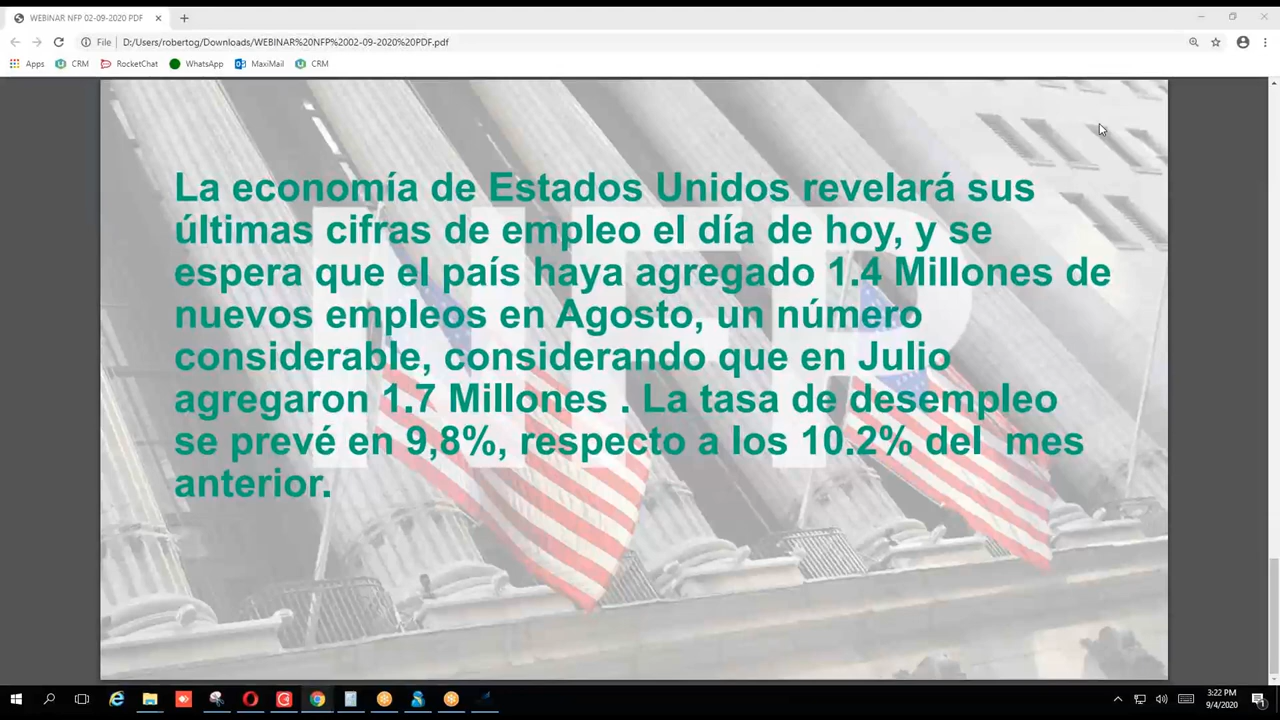 WEBINAR NFP 02-09-2020 PDF
File D:/Users/robertog/Downloads/WEBINAR%20NFP%2002-09-2020%20PDF.pdf
Apps CRM RocketChat WhatsApp MaxiMail CRM
NFP
La economía de Estados Unidos revelará sus
últimas cifras de empleo el día de hoy, y se
espera que el país haya agregado 1.4 Millones de
nuevos empleos en Agosto, un número
considerable, considerando que en Julio
agregaron 1.7 Millones . La tasa de desempleo
se prevé en 9,8%, respecto a los 10.2% del  mes
anterior.
3:22 PM
9/4/2020